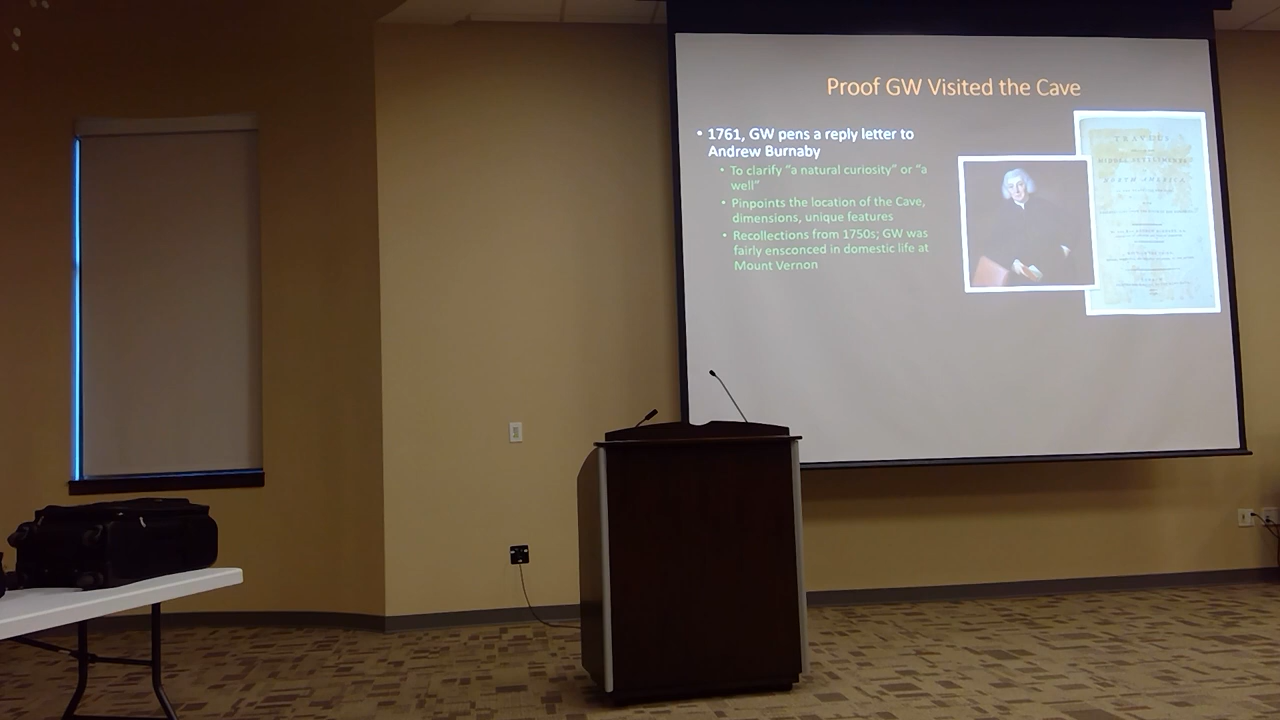 Proof GW Visited the Cave
• 1761, GW pens a reply letter to
Andrew Burnaby
• To clarify “a natural curiosity” or “a
well”
• Pinpoints the location of the Cave,
dimensions, unique features
• Recollections from 1750s; GW was
fairly ensconced in domestic life at
Mount Vernon
TRAVELS
MIDDLE SETTLEMENTS
NORTH-AMERICA